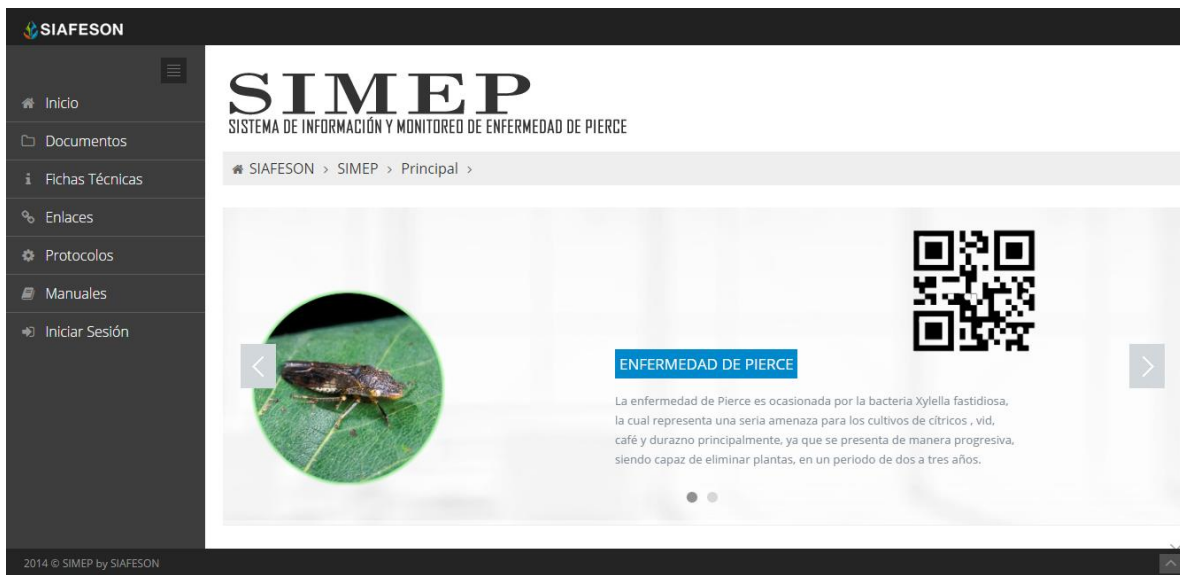 SIAFESON
Inicio
Documentos
Fichas Técnicas
Enlaces
Protocolos
Manuales
Iniciar Sesión
SIMEP
SISTEMA DE INFORMACIÓN Y MONITOREO DE ENFERMEDAD DE PIERCE
SIAFESON > SIMEP > Principal >
ENFERMEDAD DE PIERCE
La enfermedad de Pierce es ocasionada por la bacteria Xylella fastidiosa,
la cual representa una seria amenaza para los cultivos de cítricos , vid,
café y durazno principalmente, ya que se presenta de manera progresiva,
siendo capaz de eliminar plantas, en un periodo de dos a tres años.
2014 © SIMEP by SIAFESON